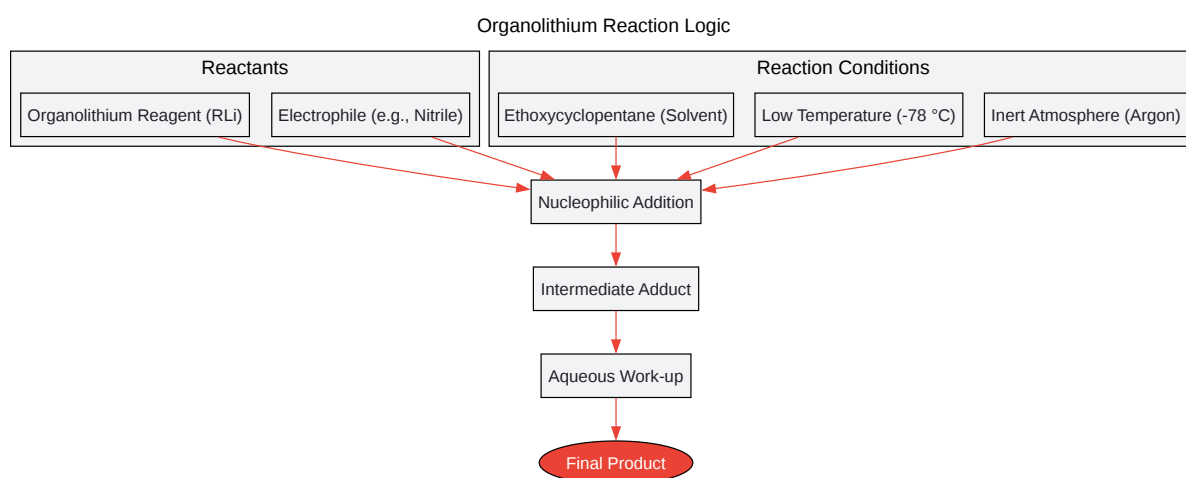 Organolithium Reaction Logic
Reactants
Reaction Conditions
Organolithium Reagent (RLi)
Electrophile (e.g., Nitrile)
Ethoxycyclopentane (Solvent)
Low Temperature (-78 °C)
Inert Atmosphere (Argon)
Nucleophilic Addition
Intermediate Adduct
Aqueous Work-up
Final Product